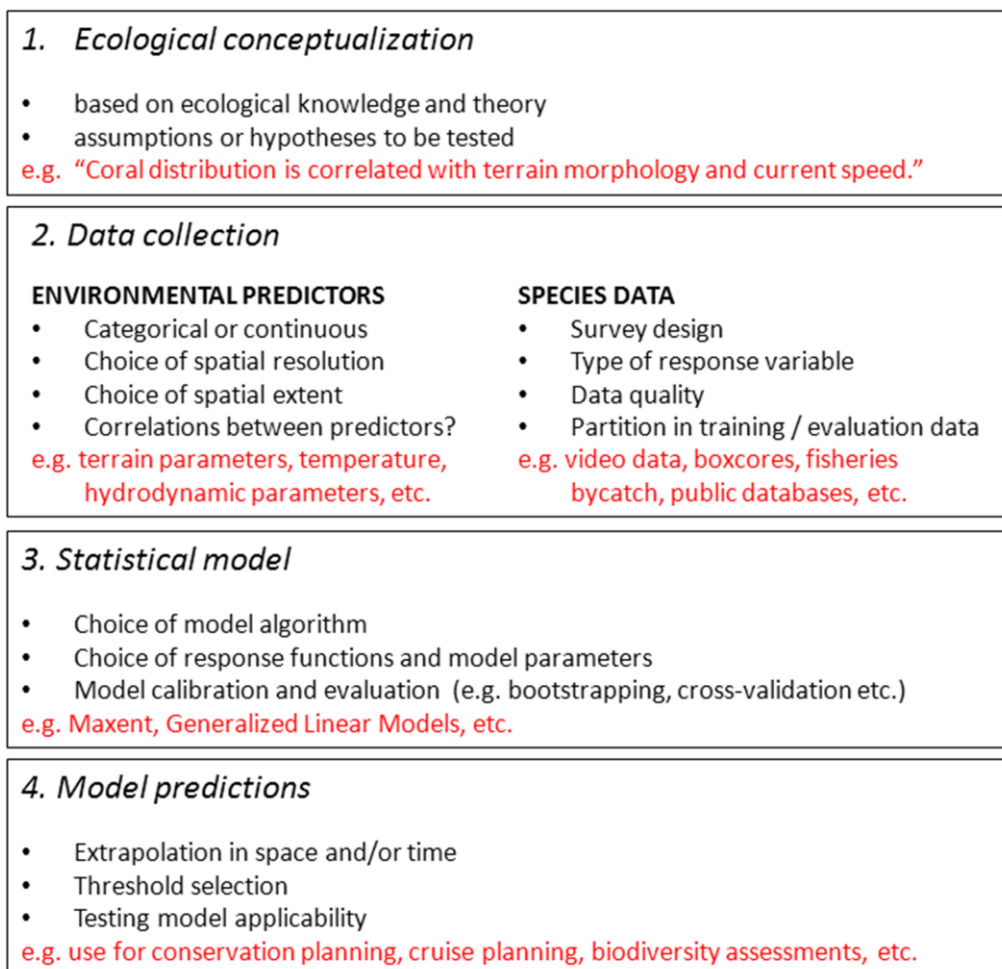 1. Ecological conceptualization
• based on ecological knowledge and theory
• assumptions or hypotheses to be tested
e.g. “Coral distribution is correlated with terrain morphology and current speed.”
2. Data collection
ENVIRONMENTAL PREDICTORS
• Categorical or continuous
• Choice of spatial resolution
• Choice of spatial extent
• Correlations between predictors?
e.g. terrain parameters, temperature,
hydrodynamic parameters, etc.
SPECIES DATA
• Survey design
• Type of response variable
• Data quality
• Partition in training / evaluation data
e.g. video data, boxcores, fisheries
bycatch, public databases, etc.
3. Statistical model
• Choice of model algorithm
• Choice of response functions and model parameters
• Model calibration and evaluation (e.g. bootstrapping, cross-validation etc.)
e.g. Maxent, Generalized Linear Models, etc.
4. Model predictions
• Extrapolation in space and/or time
• Threshold selection
• Testing model applicability
e.g. use for conservation planning, cruise planning, biodiversity assessments, etc.